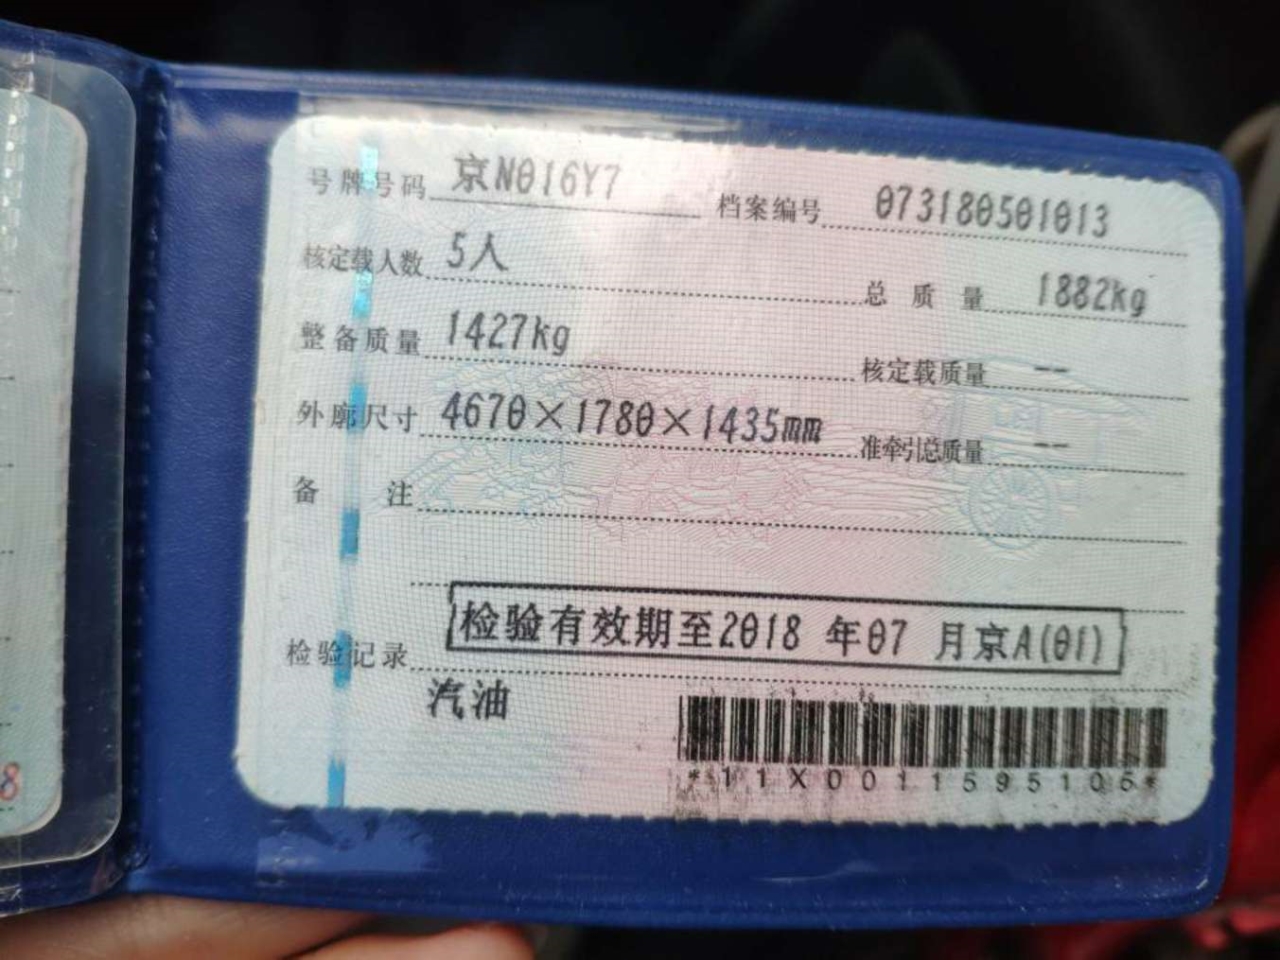 号牌号码 京N016Y7 档案编号 073180501013
核定载人数 5人 总质量 1882kg
整备质量 1427kg 核定载质量 --
外廓尺寸 4670×1780×1435mm 准牵引总质量 --
备注
检验记录 检验有效期至2018 年07 月京A(01)
汽油
*11X0011595106*
8